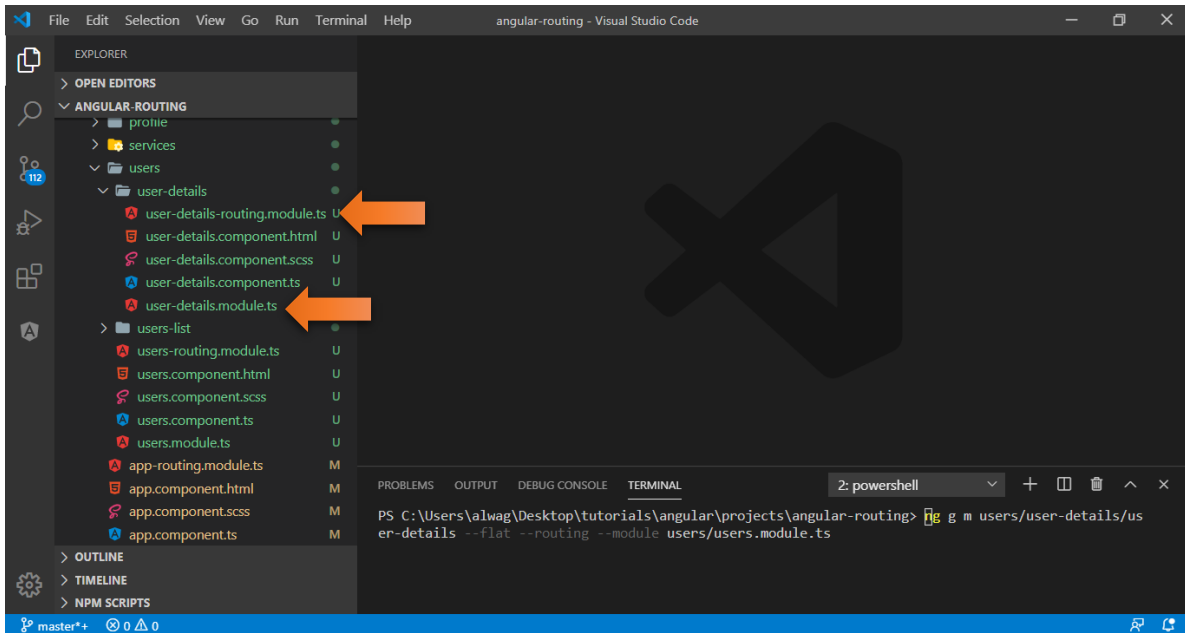 File Edit Selection View Go Run Terminal Help angular-routing - Visual Studio Code
EXPLORER
OPEN EDITORS
ANGULAR-ROUTING
profile
services
users
user-details
user-details-routing.module.ts U
user-details.component.html U
user-details.component.scss U
user-details.component.ts U
user-details.module.ts
users-list
users-routing.module.ts U
users.component.html U
users.component.scss U
users.component.ts U
users.module.ts U
app-routing.module.ts M
app.component.html M
app.component.scss M
app.component.ts M
OUTLINE
TIMELINE
NPM SCRIPTS
112
PROBLEMS OUTPUT DEBUG CONSOLE TERMINAL 2: powershell
PS C:\Users\alwag\Desktop\tutorials\angular\projects\angular-routing> ng g m users/user-details/us
er-details --flat --routing --module users/users.module.ts
master*+ 0 0